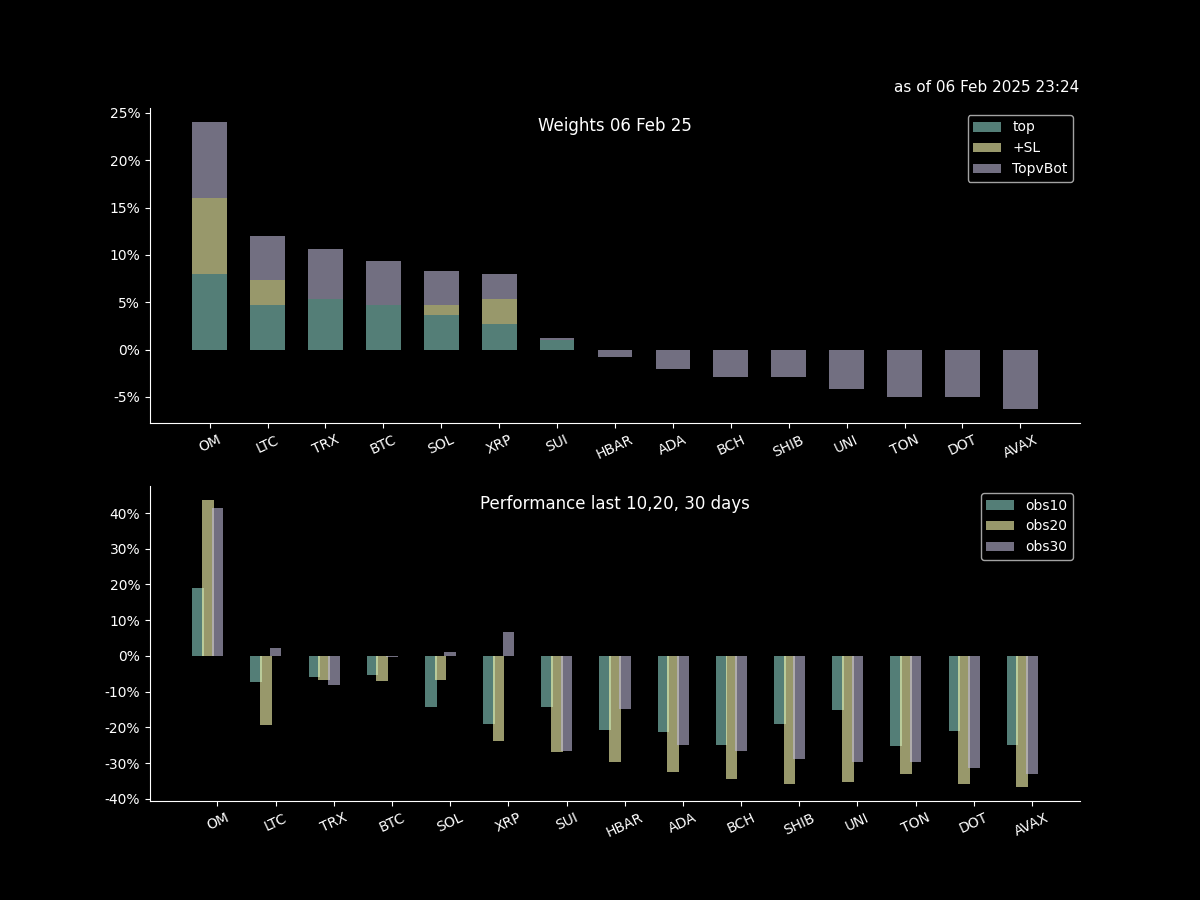 as of 06 Feb 2025 23:24
Weights 06 Feb 25
top
+SL
TopvBot
25%
20%
15%
10%
5%
0%
-5%
OM LTC TRX BTC SOL XRP SUI HBAR ADA BCH SHIB UNI TON DOT AVAX
Performance last 10,20, 30 days
obs10
obs20
obs30
40%
30%
20%
10%
0%
-10%
-20%
-30%
-40%
OM LTC TRX BTC SOL XRP SUI HBAR ADA BCH SHIB UNI TON DOT AVAX